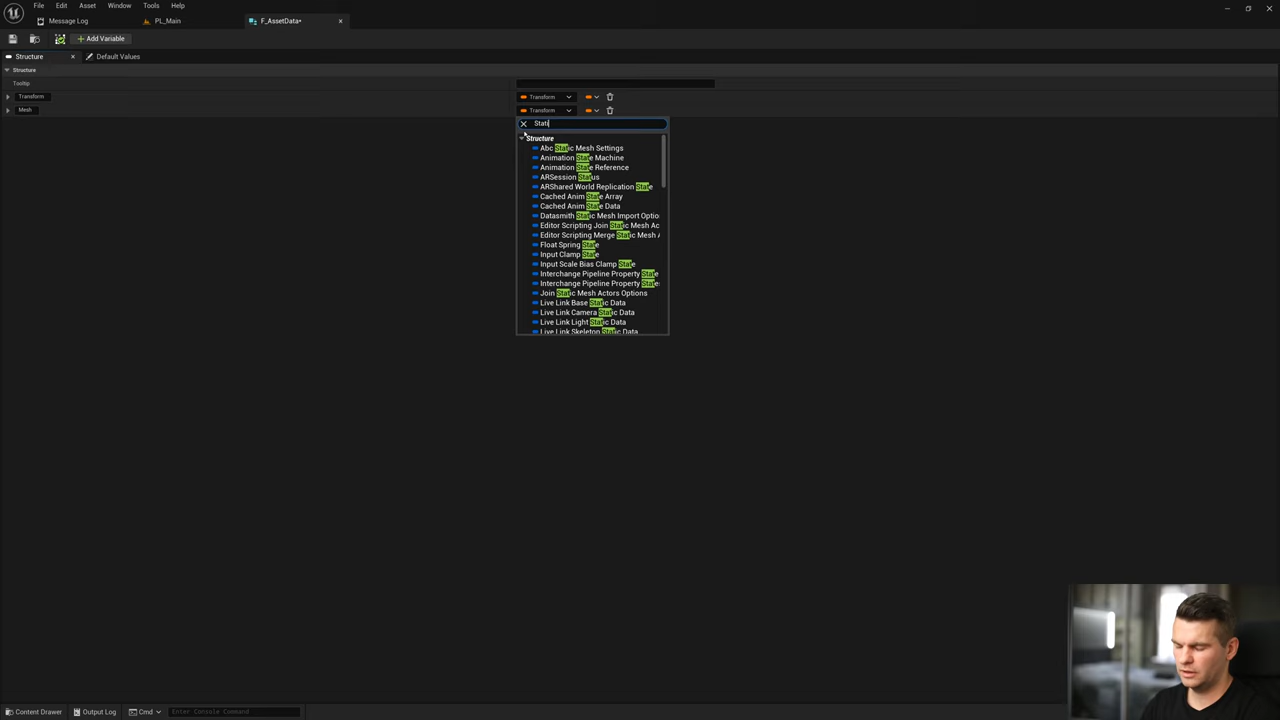 File Edit Asset Window Tools Help
Message Log PL_Main F_AssetData*
Add Variable
Structure Default Values
Structure
Tooltip
Transform Transform
Mesh Transform
Stati
Structure
Abc Static Mesh Settings
Animation State Machine
Animation State Reference
ARSession Status
ARShared World Replication State
Cached Anim State Array
Cached Anim State Data
Datasmith Static Mesh Import Optio
Editor Scripting Join Static Mesh Ac
Editor Scripting Merge Static Mesh A
Float Spring State
Input Clamp State
Input Scale Bias Clamp State
Interchange Pipeline Property State
Interchange Pipeline Property States
Join Static Mesh Actors Options
Live Link Base Static Data
Live Link Camera Static Data
Live Link Light Static Data
Live Link Skeleton Static Data
Content Drawer Output Log Cmd Enter Console Command